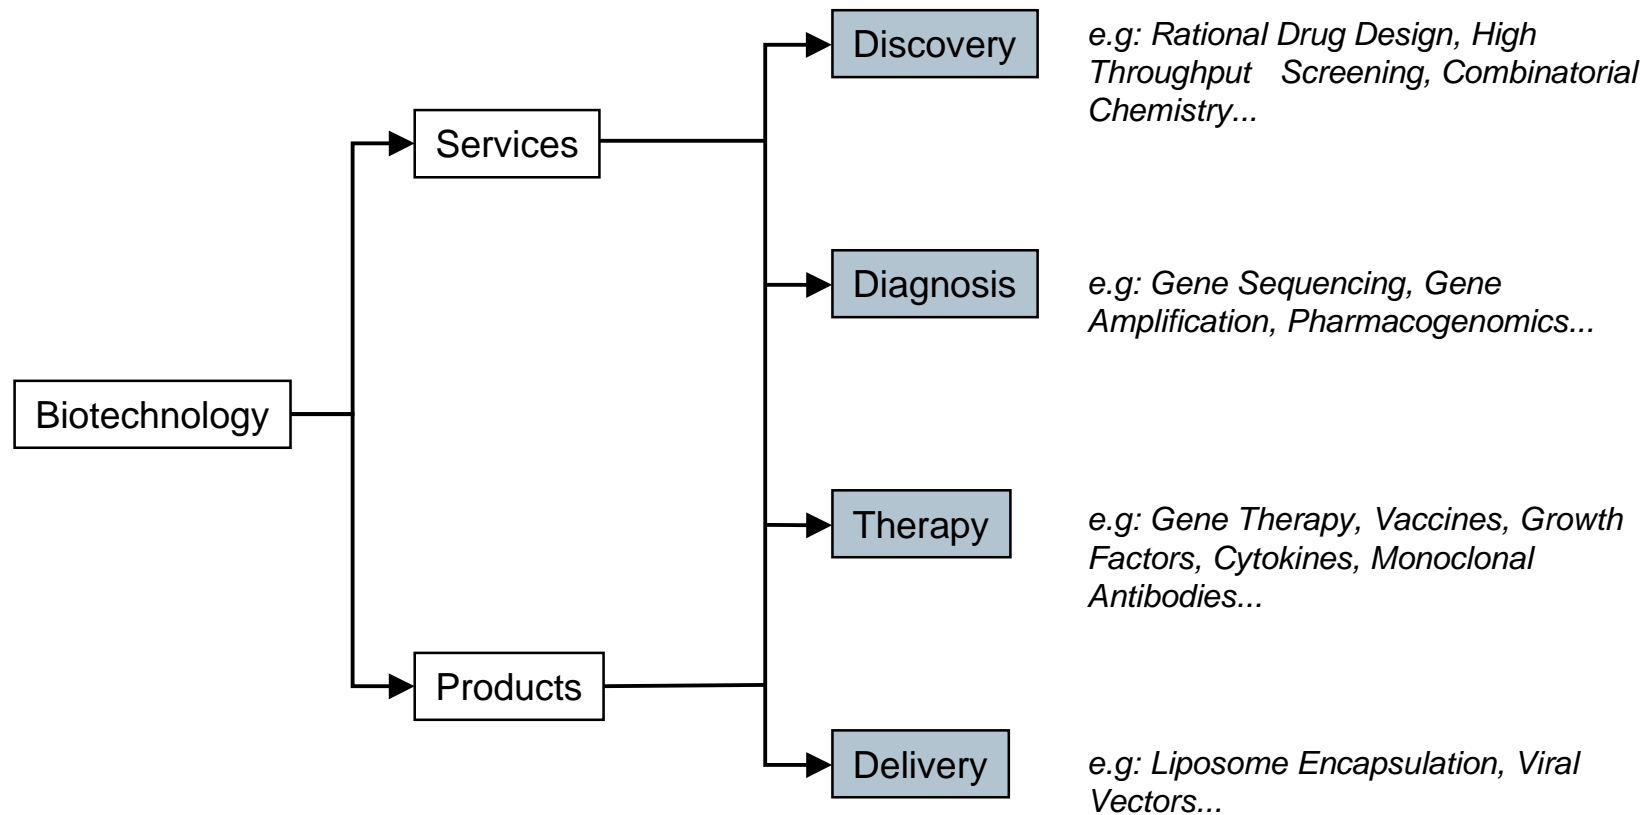 Discovery
e.g: Rational Drug Design, High
Throughput Screening, Combinatorial
Chemistry...
Services
Diagnosis
e.g: Gene Sequencing, Gene
Amplification, Pharmacogenomics...
Biotechnology
Therapy
e.g: Gene Therapy, Vaccines, Growth
Factors, Cytokines, Monoclonal
Antibodies...
Products
Delivery
e.g: Liposome Encapsulation, Viral
Vectors...